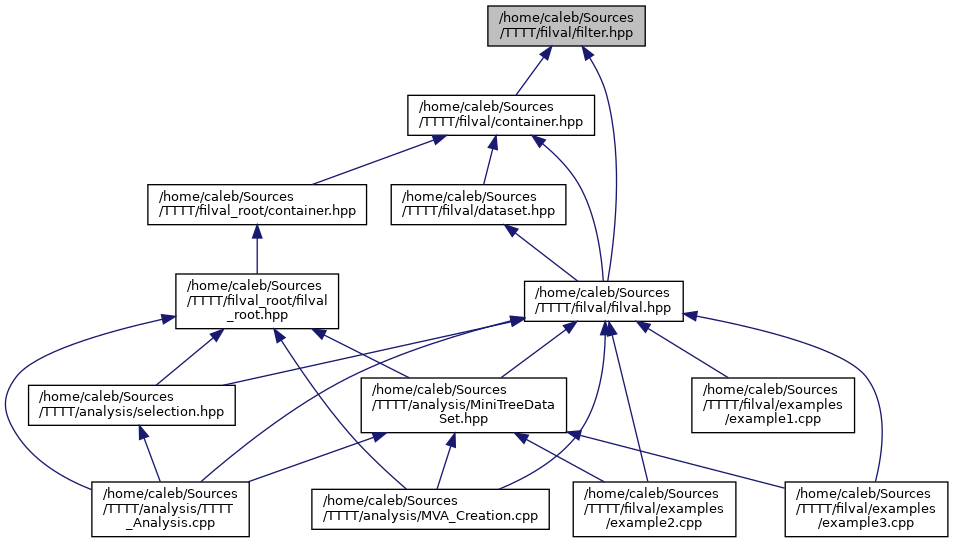 /home/caleb/Sources
/TTTT/filval/filter.hpp
/home/caleb/Sources
/TTTT/filval/container.hpp
/home/caleb/Sources
/TTTT/filval_root/container.hpp
/home/caleb/Sources
/TTTT/filval/dataset.hpp
/home/caleb/Sources
/TTTT/filval_root/filval
_root.hpp
/home/caleb/Sources
/TTTT/filval/filval.hpp
/home/caleb/Sources
/TTTT/analysis/selection.hpp
/home/caleb/Sources
/TTTT/analysis/MiniTreeData
Set.hpp
/home/caleb/Sources
/TTTT/filval/examples
/example1.cpp
/home/caleb/Sources
/TTTT/analysis/TTTT
_Analysis.cpp
/home/caleb/Sources
/TTTT/analysis/MVA_Creation.cpp
/home/caleb/Sources
/TTTT/filval/examples
/example2.cpp
/home/caleb/Sources
/TTTT/filval/examples
/example3.cpp